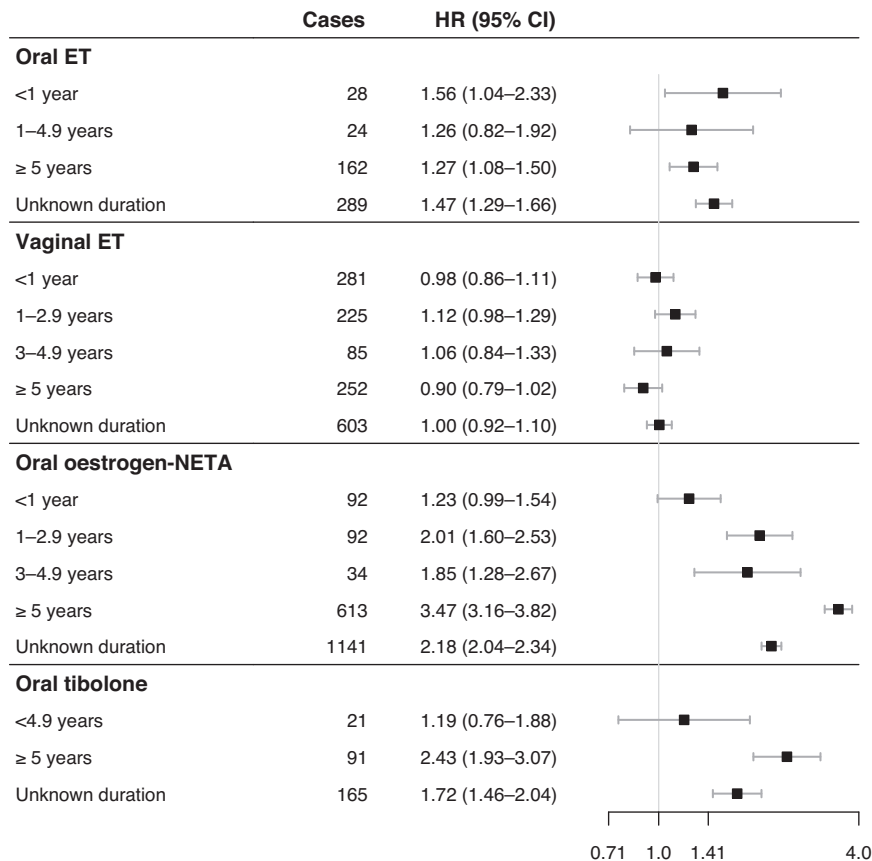 Cases HR (95% CI)
Oral ET
<1 year 28 1.56 (1.04–2.33)
1–4.9 years 24 1.26 (0.82–1.92)
≥ 5 years 162 1.27 (1.08–1.50)
Unknown duration 289 1.47 (1.29–1.66)
Vaginal ET
<1 year 281 0.98 (0.86–1.11)
1–2.9 years 225 1.12 (0.98–1.29)
3–4.9 years 85 1.06 (0.84–1.33)
≥ 5 years 252 0.90 (0.79–1.02)
Unknown duration 603 1.00 (0.92–1.10)
Oral oestrogen-NETA
<1 year 92 1.23 (0.99–1.54)
1–2.9 years 92 2.01 (1.60–2.53)
3–4.9 years 34 1.85 (1.28–2.67)
≥ 5 years 613 3.47 (3.16–3.82)
Unknown duration 1141 2.18 (2.04–2.34)
Oral tibolone
<4.9 years 21 1.19 (0.76–1.88)
≥ 5 years 91 2.43 (1.93–3.07)
Unknown duration 165 1.72 (1.46–2.04)
0.71 1.0 1.41 4.0